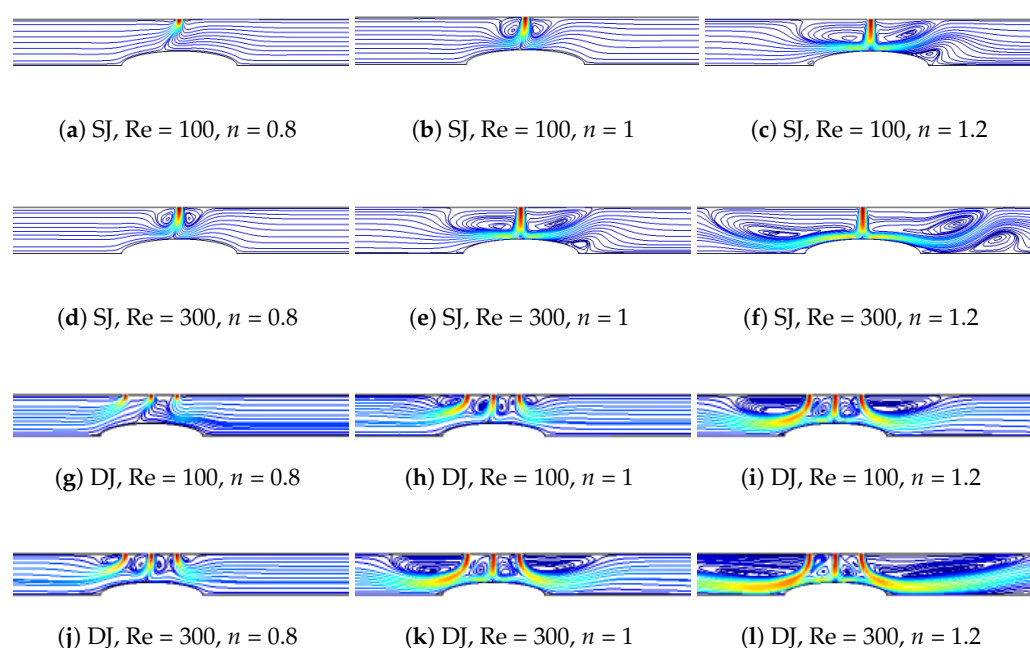 (a) SJ, Re = 100, n = 0.8
(b) SJ, Re = 100, n = 1
(c) SJ, Re = 100, n = 1.2
(d) SJ, Re = 300, n = 0.8
(e) SJ, Re = 300, n = 1
(f) SJ, Re = 300, n = 1.2
(g) DJ, Re = 100, n = 0.8
(h) DJ, Re = 100, n = 1
(i) DJ, Re = 100, n = 1.2
(j) DJ, Re = 300, n = 0.8
(k) DJ, Re = 300, n = 1
(l) DJ, Re = 300, n = 1.2